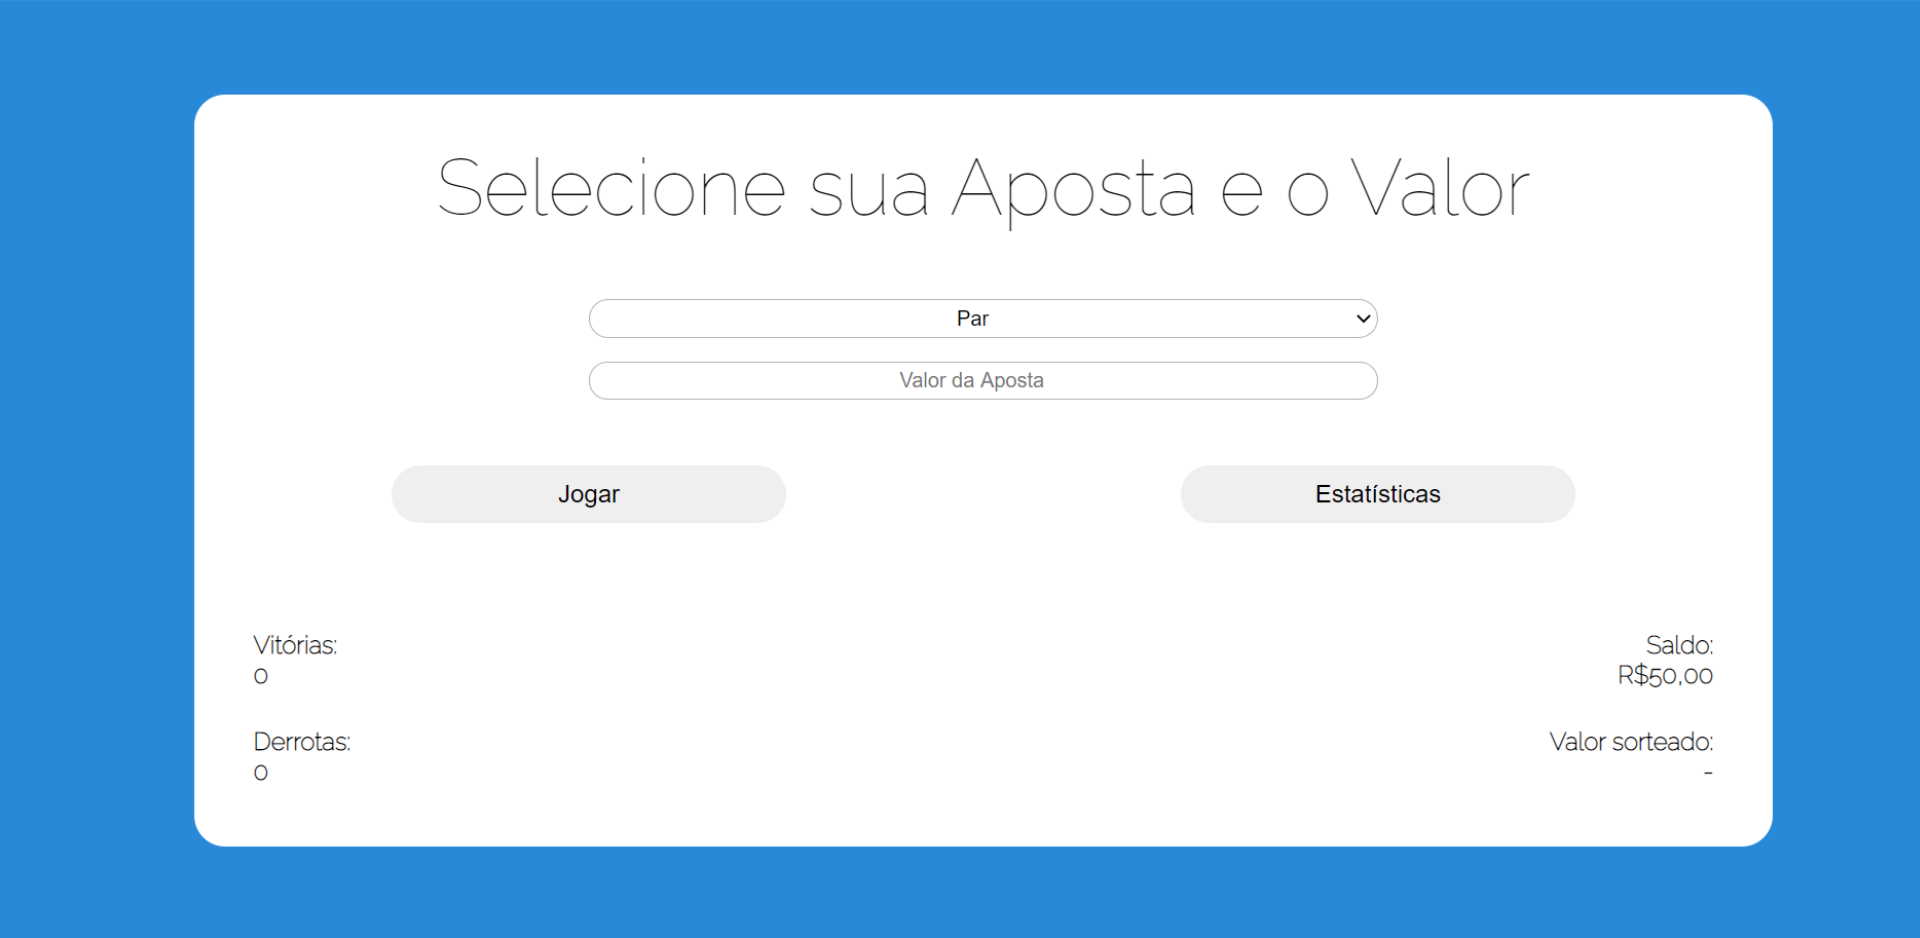 Selecione sua Aposta e o Valor
Par
Valor da Aposta
Jogar
Estatísticas
Vitórias:
0
Saldo:
R$50,00
Derrotas:
0
Valor sorteado:
-